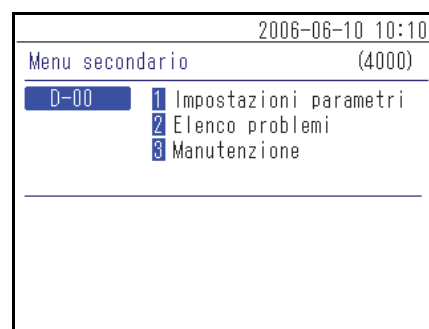 2006-06-10 10:10
Menu secondario (4000)
D-00 1 Impostazioni parametri
2 Elenco problemi
3 Manutenzione